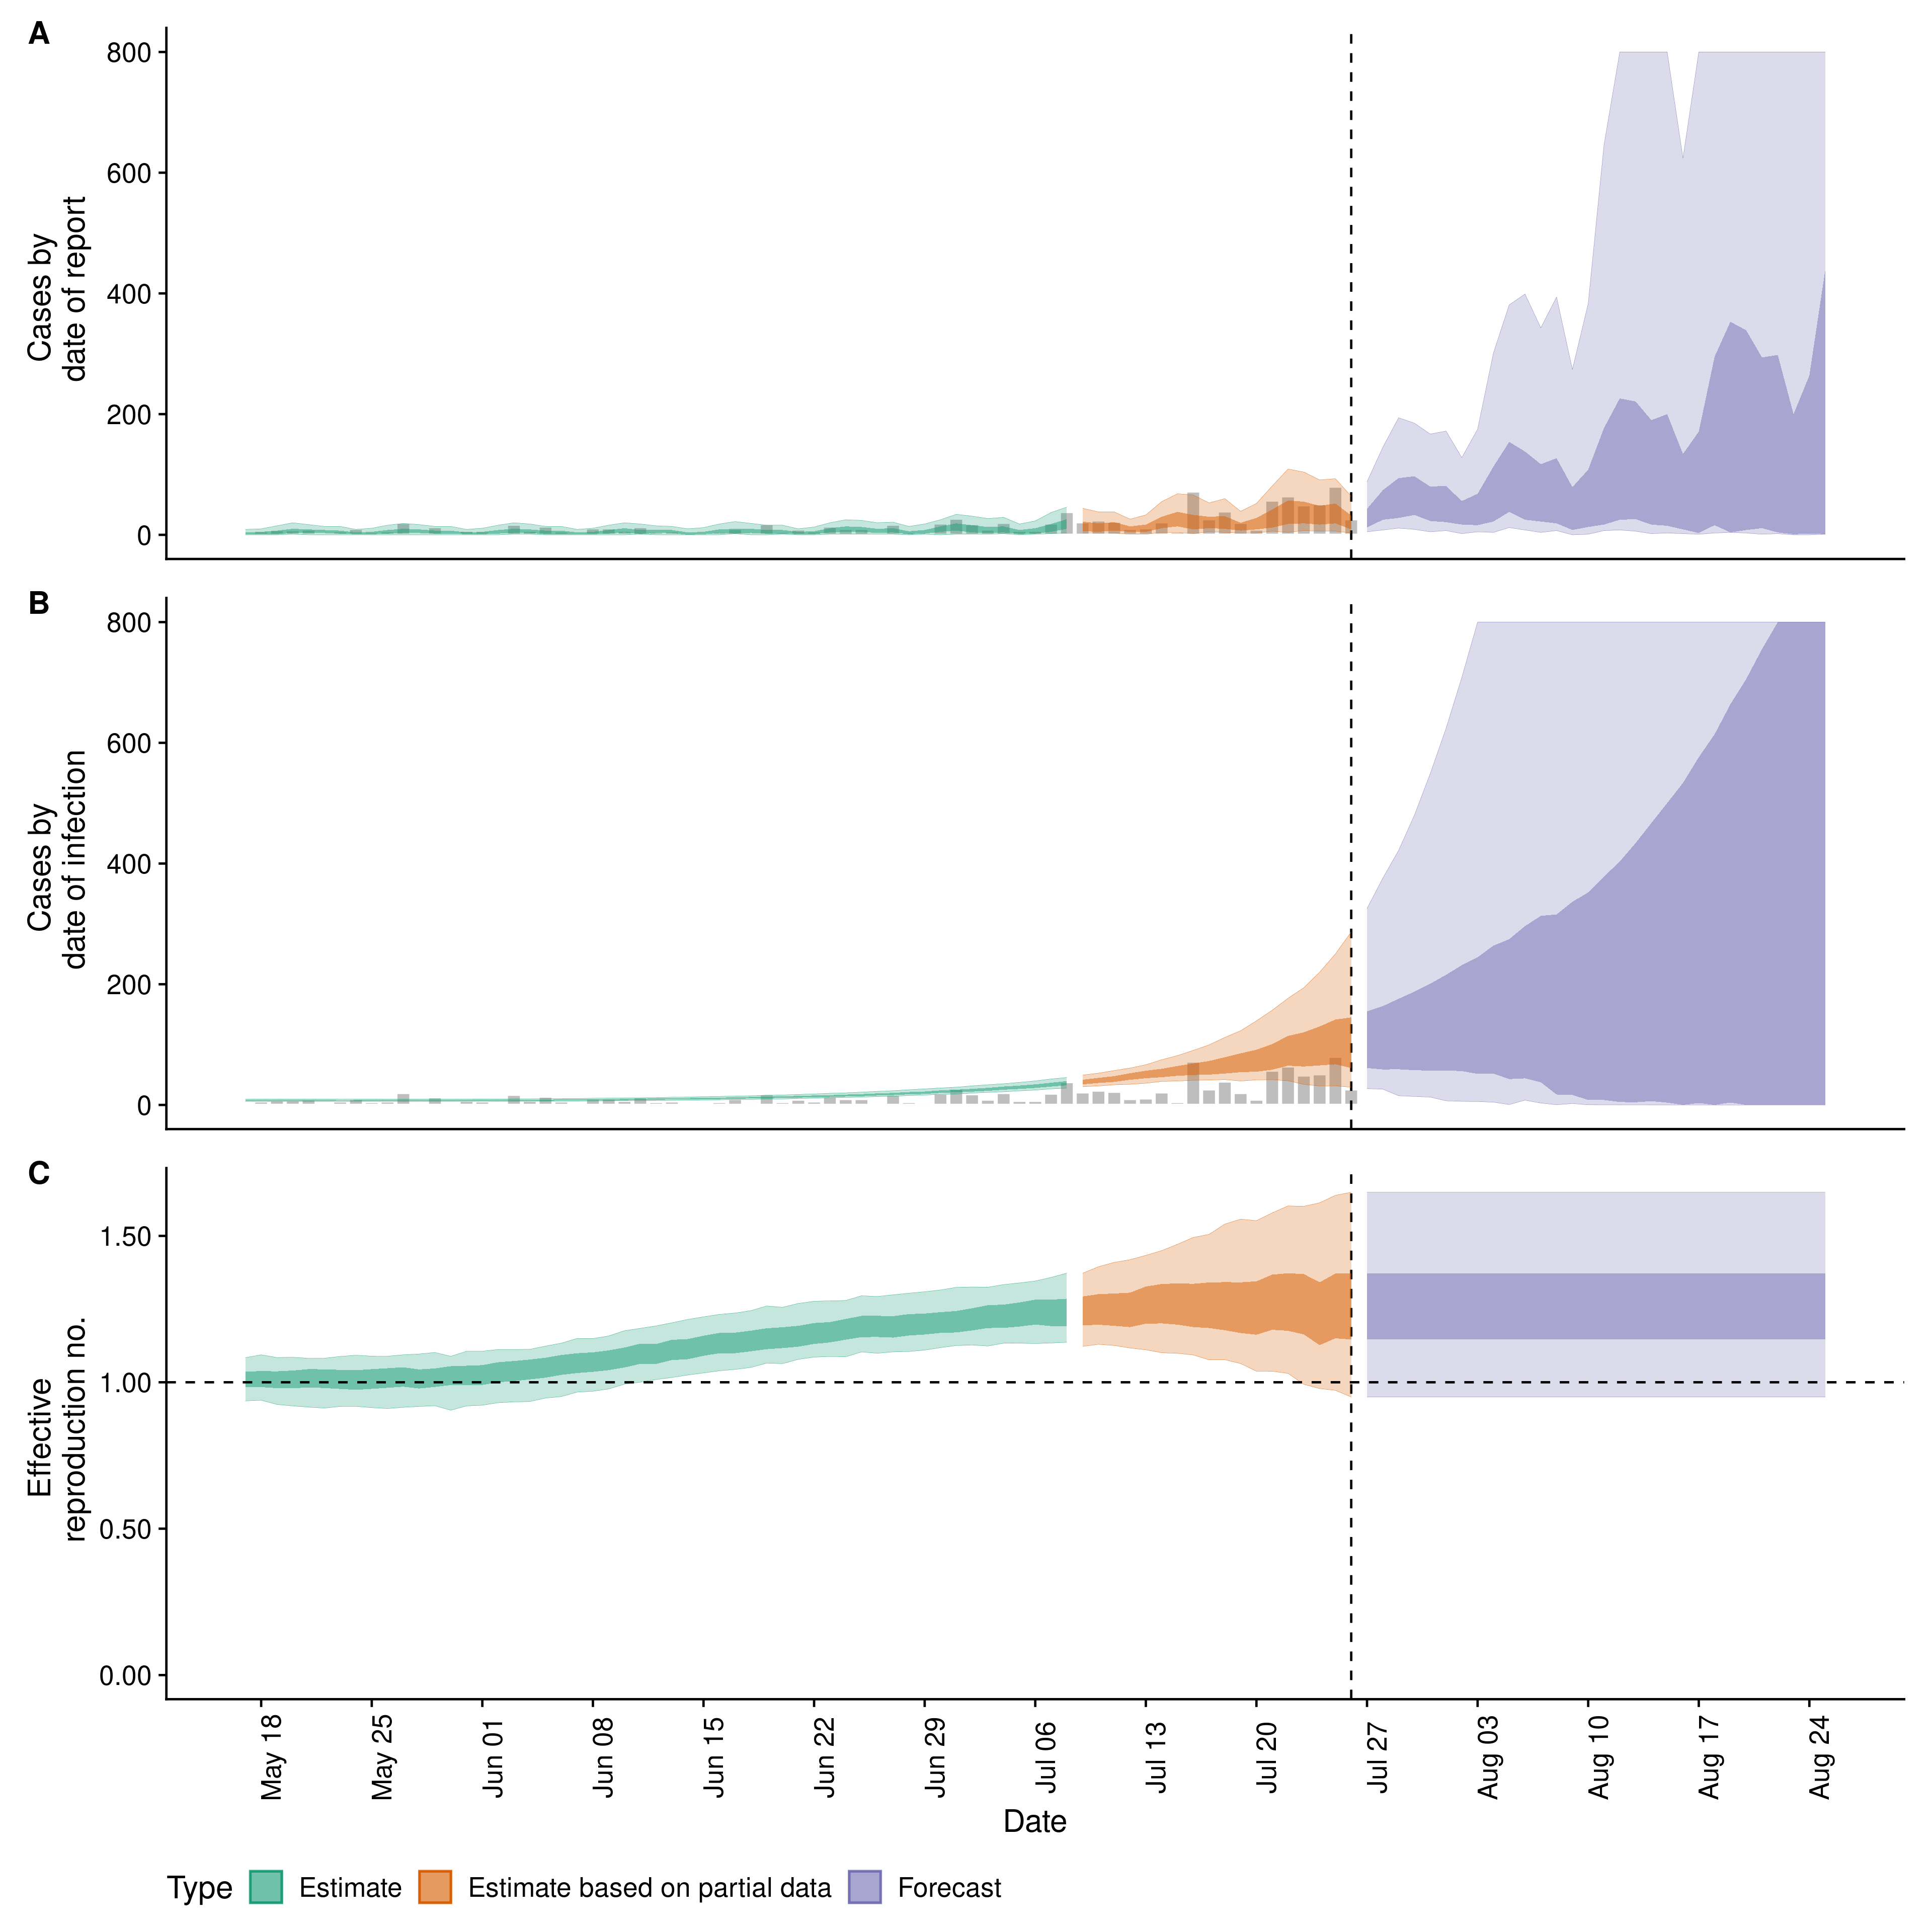 A
800
600
400
200
0
Cases by
date of report
B
800
600
400
200
0
Cases by
date of infection
C
1.50
1.00
0.50
0.00
Effective
reproduction no.
May 18
May 25
Jun 01
Jun 08
Jun 15
Jun 22
Jun 29
Jul 06
Jul 13
Jul 20
Jul 27
Aug 03
Aug 10
Aug 17
Aug 24
Date
Type Estimate Estimate based on partial data Forecast